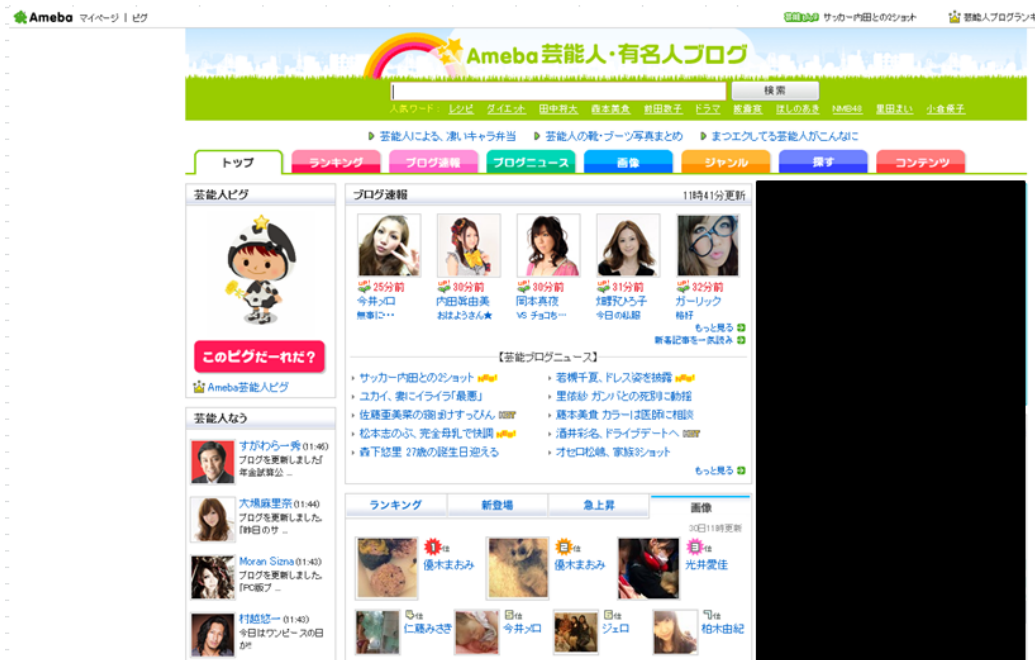 Ameba マイページ | ピグ
サッカー内田との2ショット
芸能人ブログラン
Ameba芸能人・有名人ブログ
検索
人気ワード: レシピ ダイエット 田中将大 藤本美貴 前田敦子 ドラマ ほしのあき NMB48 里田まい 小倉優子
芸能人による、凄いキャラ弁当 芸能人の靴・ブーツ写真まとめ まつエクしてる芸能人がこんなに
トップ ランキング ブログ速報 ブログニュース 画像 ジャンル 探す コンテンツ
芸能人ピグ
このピグだーれだ?
Ameba芸能人ピグ
芸能人なう
すがわら一秀(11:46)
ブログを更新しました「
年金試算公 ...
大場麻里奈(11:44)
ブログを更新しました。
「昨日のサ ...
Moran Sizna(11:43)
ブログを更新しました。
「PC版ブ ...
村越悠一(11:43)
今日はワンピースの日
か!!
ブログ速報 11時41分更新
UP! 25分前 UP! 30分前 UP! 30分前 UP! 31分前 UP! 32分前
今井メロ 内田眞由美 岡本真夜 畑野ひろ子 ガーリック
無事に・・・ おはようさん★ VS チョコち… 今日の私服 格好
もっと見る
新着記事を一気読み
【芸能ブログニュース】
サッカー内田との2ショット New! 若槻千夏、ドレス姿を披露 New!
ユカイ、妻にイライラ「最悪」 里依紗 ガンバとの死別に動揺
佐藤亜美菜の寝起きすっぴん HOT 藤本美貴 カラーは医師に相談
松本志のぶ、完全母乳で快調 New! 酒井彩名、ドライブデートへ HOT
森下悠里 27歳の誕生日迎える オセロ松嶋、家族3ショット
もっと見る
ランキング 新登場 急上昇 画像
30日11時更新
1位 2位 3位
優木まおみ 優木まおみ 光井愛佳
4位 5位 6位 7位
仁藤みさき 今井メロ ジェロ 柏木由紀